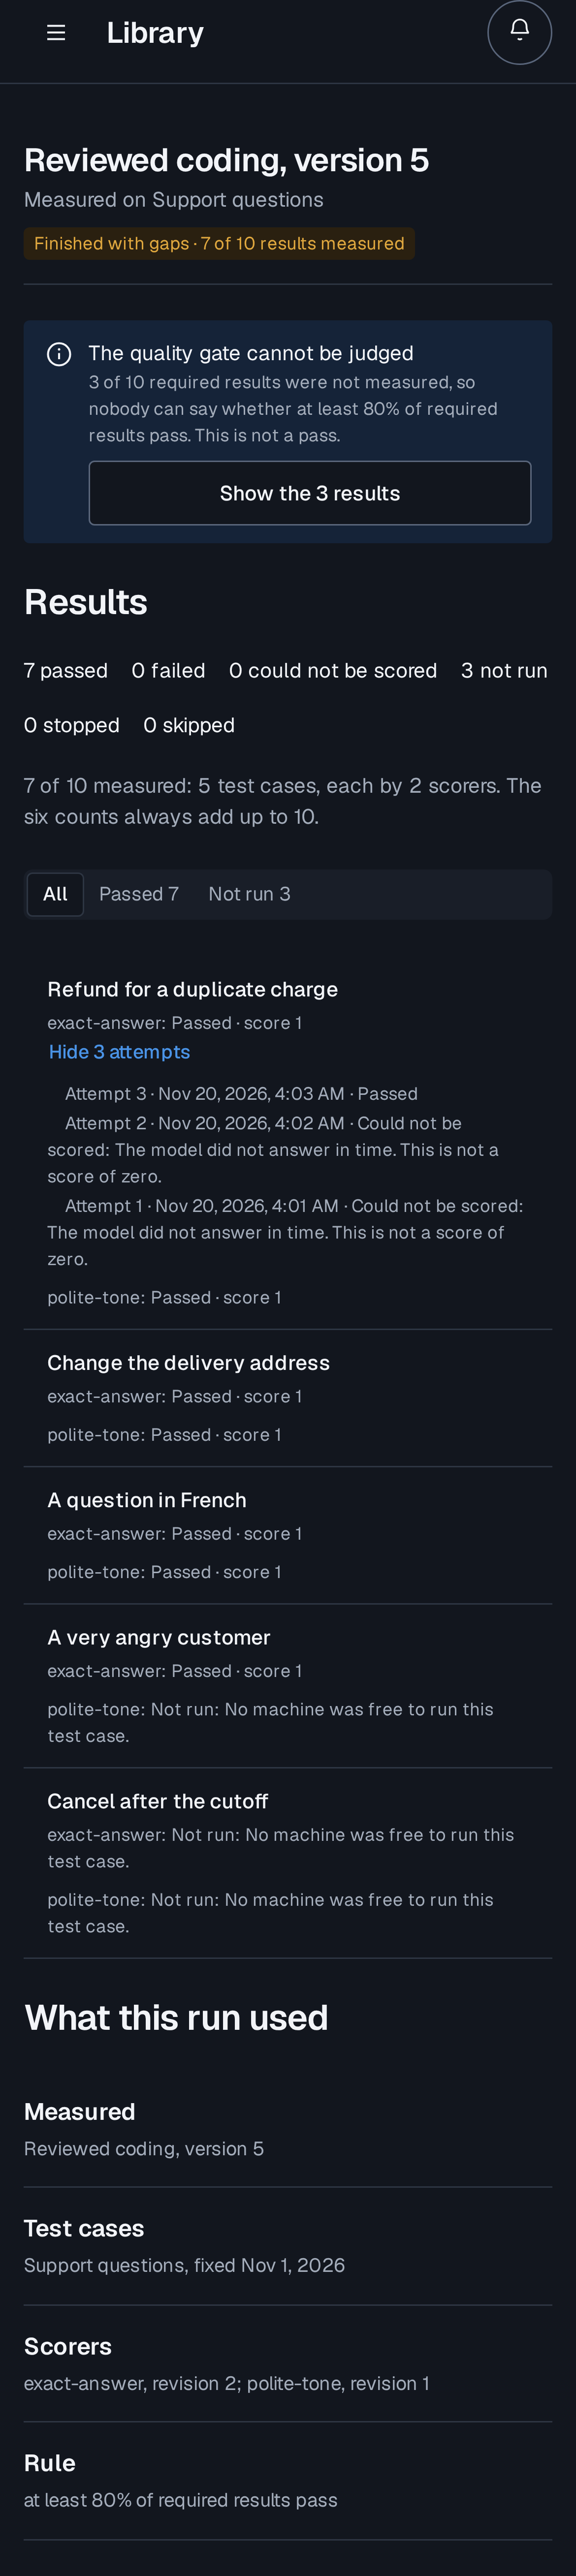 Library
Reviewed coding, version 5
Measured on Support questions
Finished with gaps · 7 of 10 results measured
The quality gate cannot be judged
3 of 10 required results were not measured, so
nobody can say whether at least 80% of required
results pass. This is not a pass.
Show the 3 results
Results
7 passed 0 failed 0 could not be scored 3 not run
0 stopped 0 skipped
7 of 10 measured: 5 test cases, each by 2 scorers. The
six counts always add up to 10.
All Passed 7 Not run 3
Refund for a duplicate charge
exact-answer: Passed · score 1
Hide 3 attempts
Attempt 3 · Nov 20, 2026, 4:03 AM · Passed
Attempt 2 · Nov 20, 2026, 4:02 AM · Could not be
scored: The model did not answer in time. This is not a
score of zero.
Attempt 1 · Nov 20, 2026, 4:01 AM · Could not be scored:
The model did not answer in time. This is not a score of
zero.
polite-tone: Passed · score 1
Change the delivery address
exact-answer: Passed · score 1
polite-tone: Passed · score 1
A question in French
exact-answer: Passed · score 1
polite-tone: Passed · score 1
A very angry customer
exact-answer: Passed · score 1
polite-tone: Not run: No machine was free to run this
test case.
Cancel after the cutoff
exact-answer: Not run: No machine was free to run this
test case.
polite-tone: Not run: No machine was free to run this
test case.
What this run used
Measured
Reviewed coding, version 5
Test cases
Support questions, fixed Nov 1, 2026
Scorers
exact-answer, revision 2; polite-tone, revision 1
Rule
at least 80% of required results pass